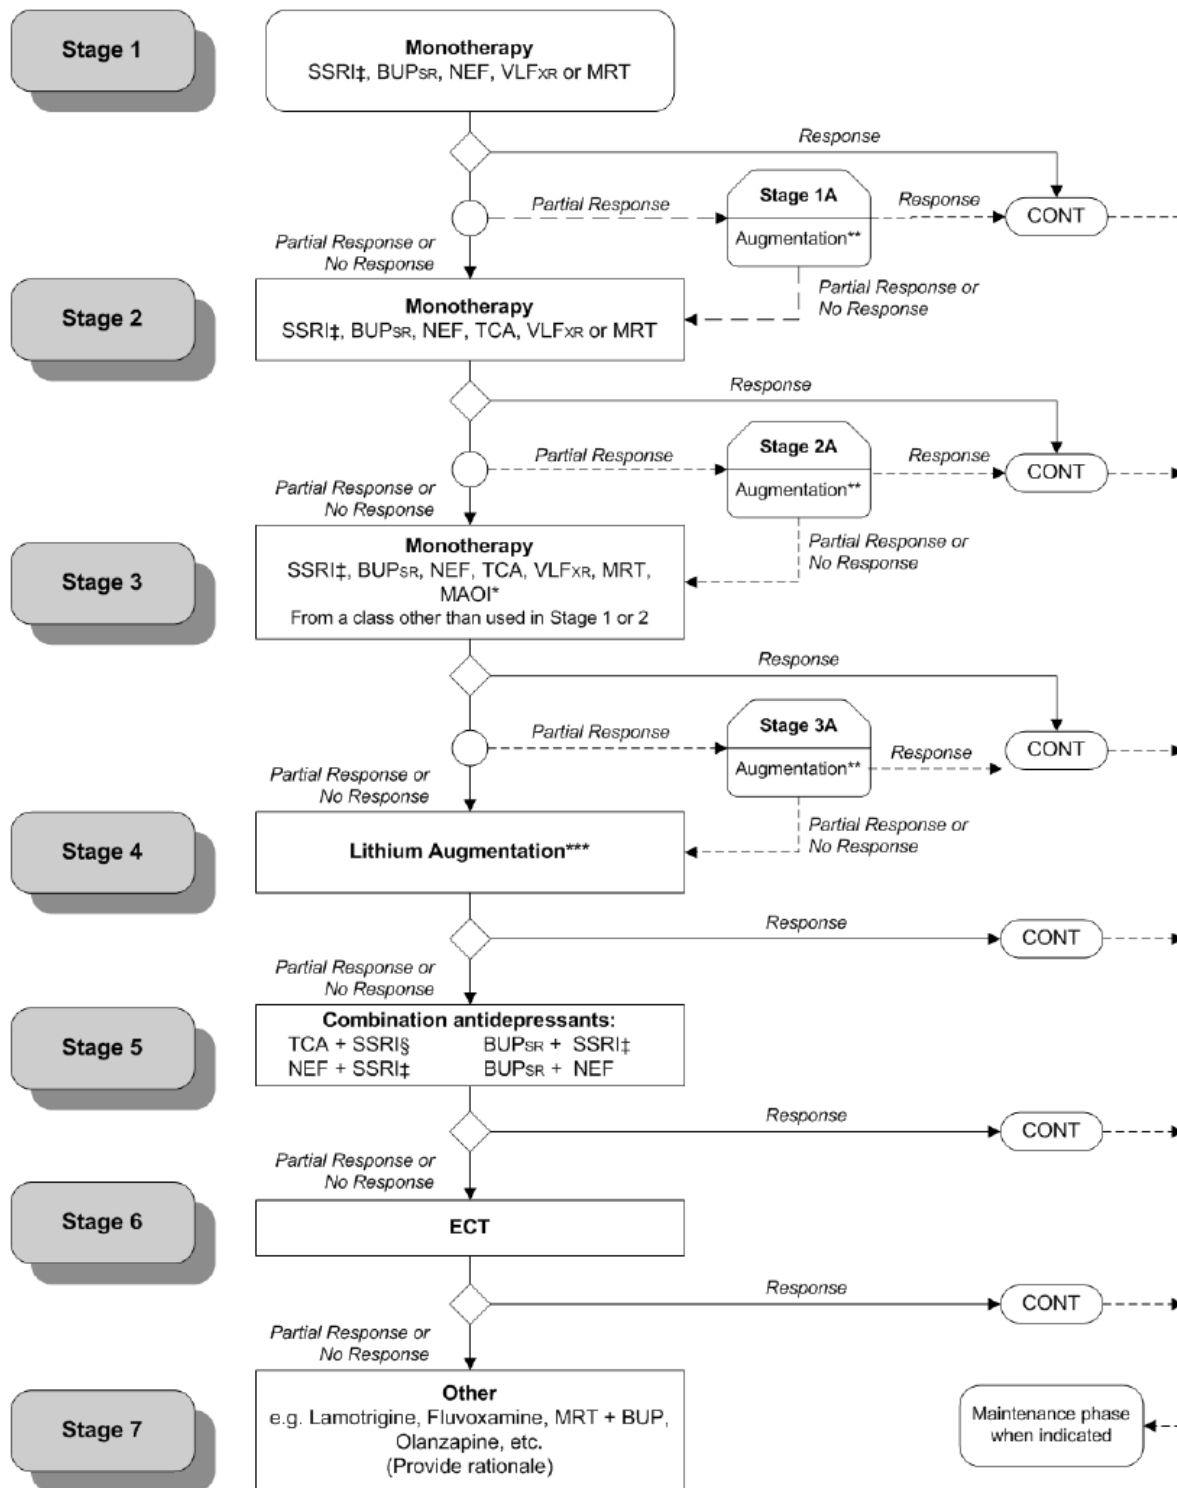 Stage 1
Monotherapy
SSRI‡, BUPSR, NEF, VLFXR or MRT
Response
Partial Response
Stage 1A
Augmentation**
Response
CONT
Partial Response or
No Response
Partial Response or
No Response
Stage 2
Monotherapy
SSRI‡, BUPSR, NEF, TCA, VLFXR or MRT
Response
Partial Response
Stage 2A
Augmentation**
Response
CONT
Partial Response or
No Response
Partial Response or
No Response
Stage 3
Monotherapy
SSRI‡, BUPSR, NEF, TCA, VLFXR, MRT,
MAOI*
From a class other than used in Stage 1 or 2
Response
Partial Response
Stage 3A
Augmentation**
Response
CONT
Partial Response or
No Response
Partial Response or
No Response
Stage 4
Lithium Augmentation***
Response
CONT
Partial Response or
No Response
Stage 5
Combination antidepressants:
TCA + SSRI§ BUPSR + SSRI‡
NEF + SSRI‡ BUPSR + NEF
Response
CONT
Partial Response or
No Response
Stage 6
ECT
Response
CONT
Partial Response or
No Response
Stage 7
Other
e.g. Lamotrigine, Fluvoxamine, MRT + BUP,
Olanzapine, etc.
(Provide rationale)
Maintenance phase
when indicated